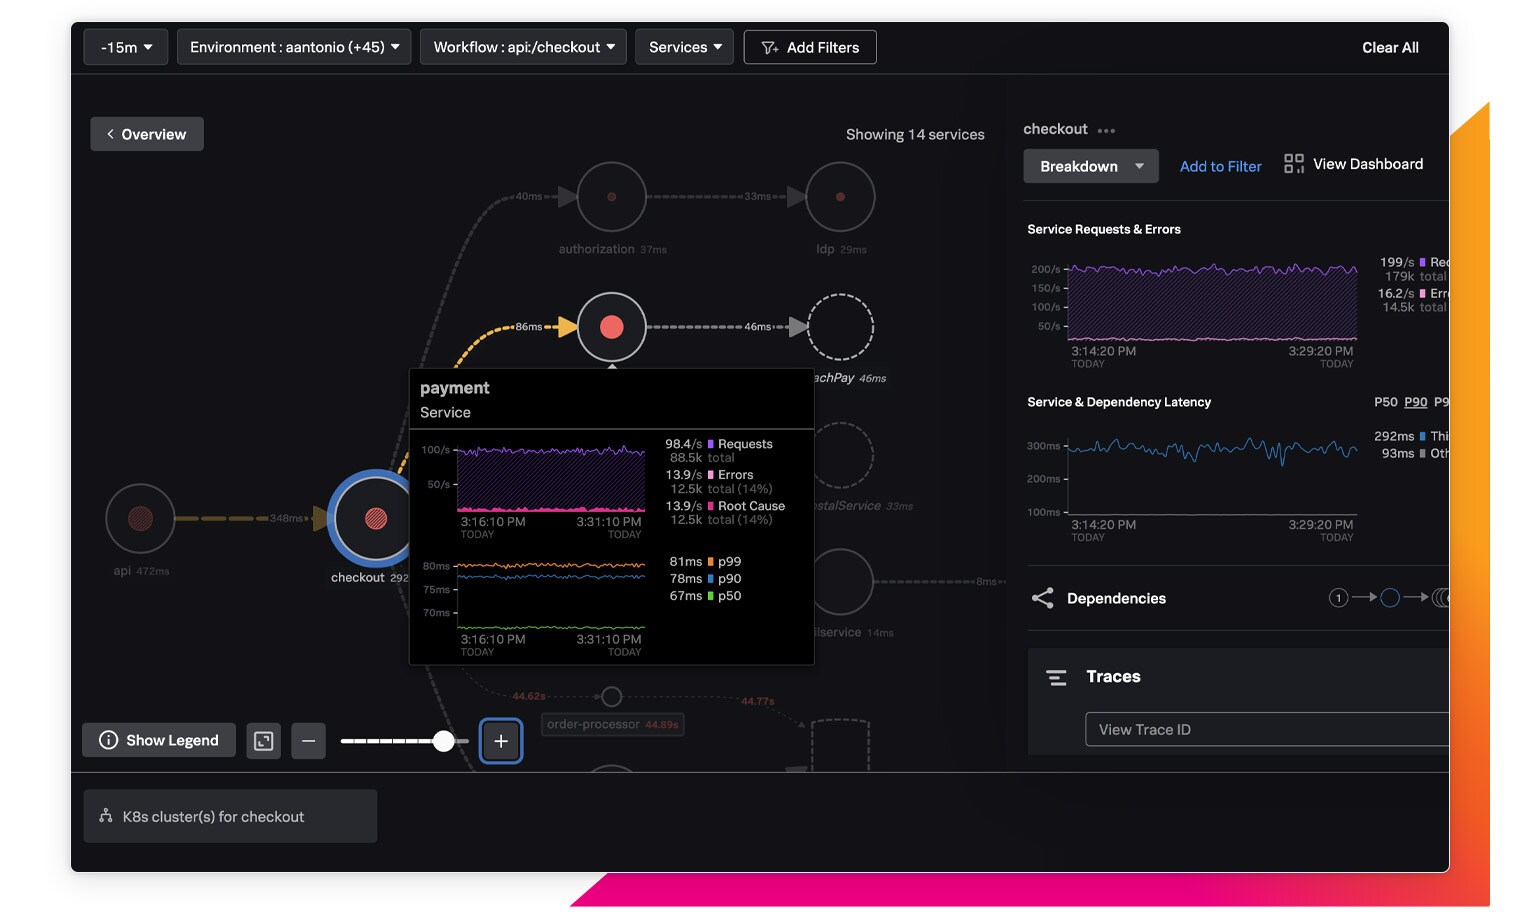 -15m
Environment : aantonio (+45)
Workflow : api:/checkout
Services
Add Filters
Clear All
Overview
Showing 14 services
40ms
33ms
authorization 37ms
ldp 29ms
86ms
46ms
achPay 46ms
payment
Service
100/s
50/s
3:16:10 PM
TODAY
3:31:10 PM
TODAY
98.4/s Requests
88.5k total
13.9/s Errors
12.5k total (14%)
13.9/s Root Cause
12.5k total (14%)
80ms
75ms
70ms
3:16:10 PM
TODAY
3:31:10 PM
TODAY
81ms p99
78ms p90
67ms p50
stalService 33ms
348ms
api 472ms
checkout 292
8ms
lservice 14ms
44.62s
44.77s
order-processor 44.89s
Show Legend
K8s cluster(s) for checkout
checkout
Breakdown
Add to Filter
View Dashboard
Service Requests & Errors
200/s
150/s
100/s
50/s
3:14:20 PM
TODAY
3:29:20 PM
TODAY
199/s Rec
179k total
16.2/s Erro
14.5k total
Service & Dependency Latency
P50 P90 P9
300ms
200ms
100ms
3:14:20 PM
TODAY
3:29:20 PM
TODAY
292ms Thi
93ms Oth
Dependencies
1
Traces
View Trace ID